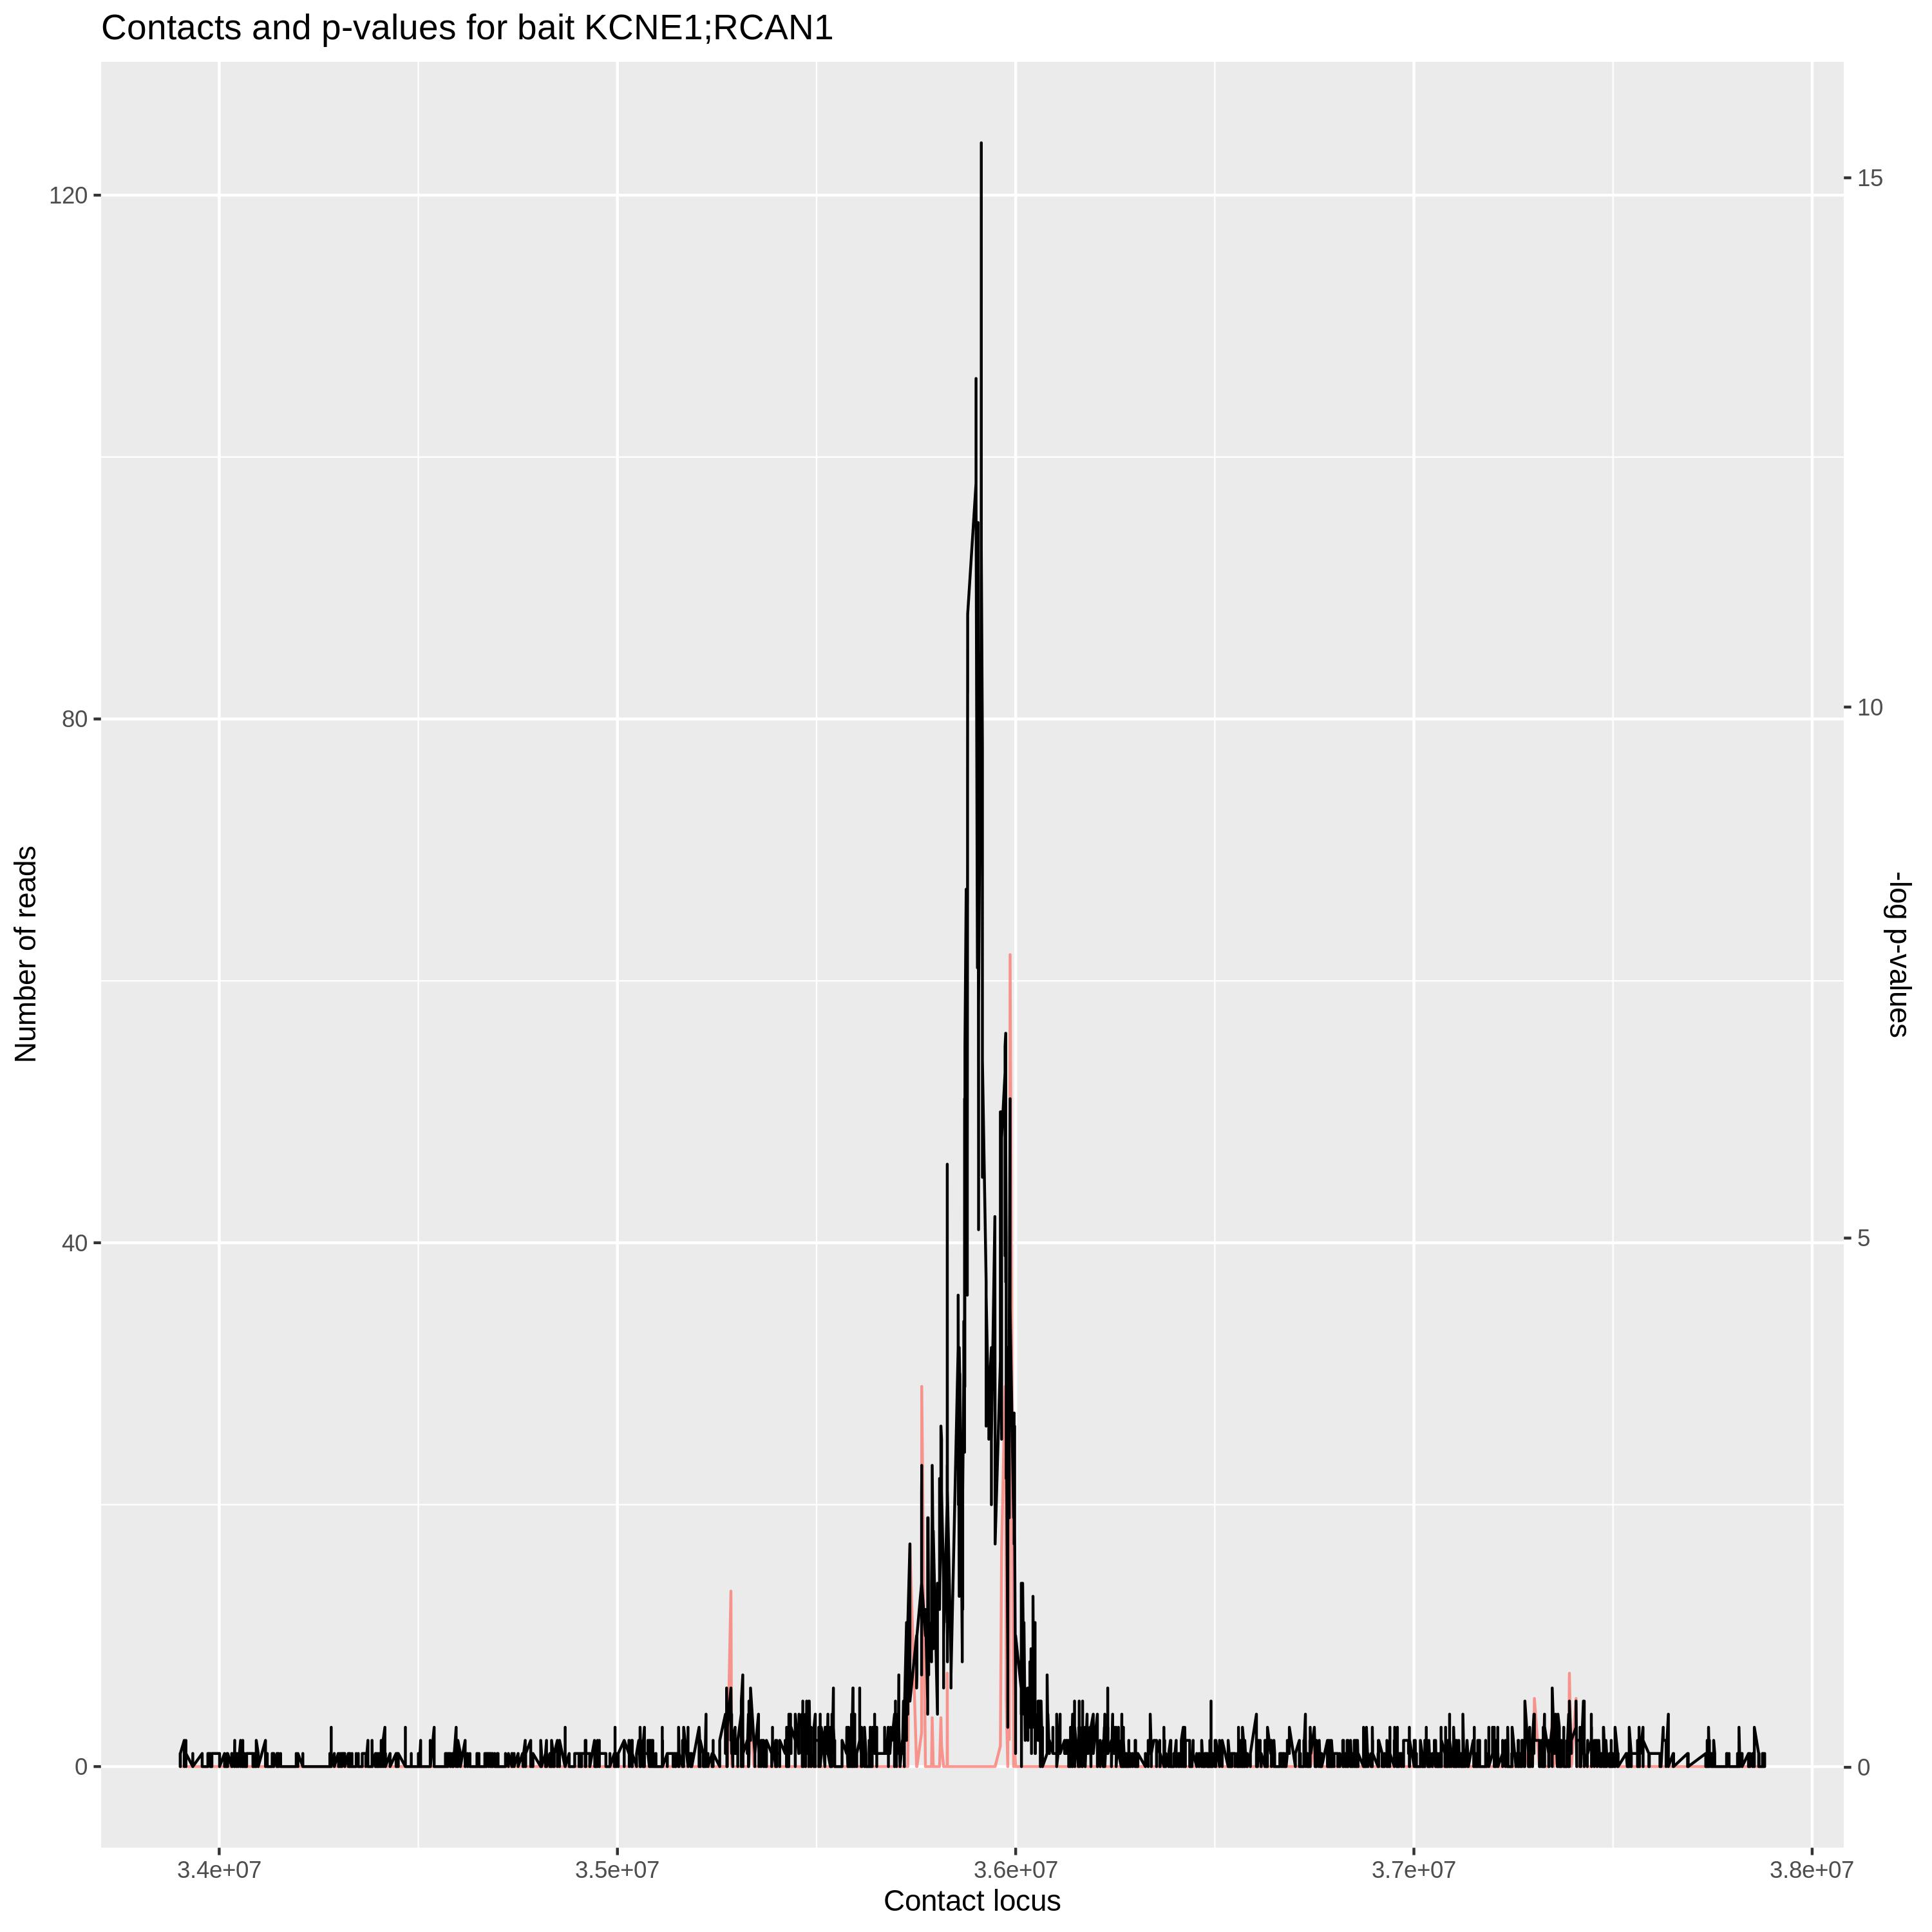 Contacts and p-values for bait KCNE1;RCAN1
120
80
40
0
Number of reads
15
10
5
0
-log p-values
3.4e+07 3.5e+07 3.6e+07 3.7e+07 3.8e+07
Contact locus